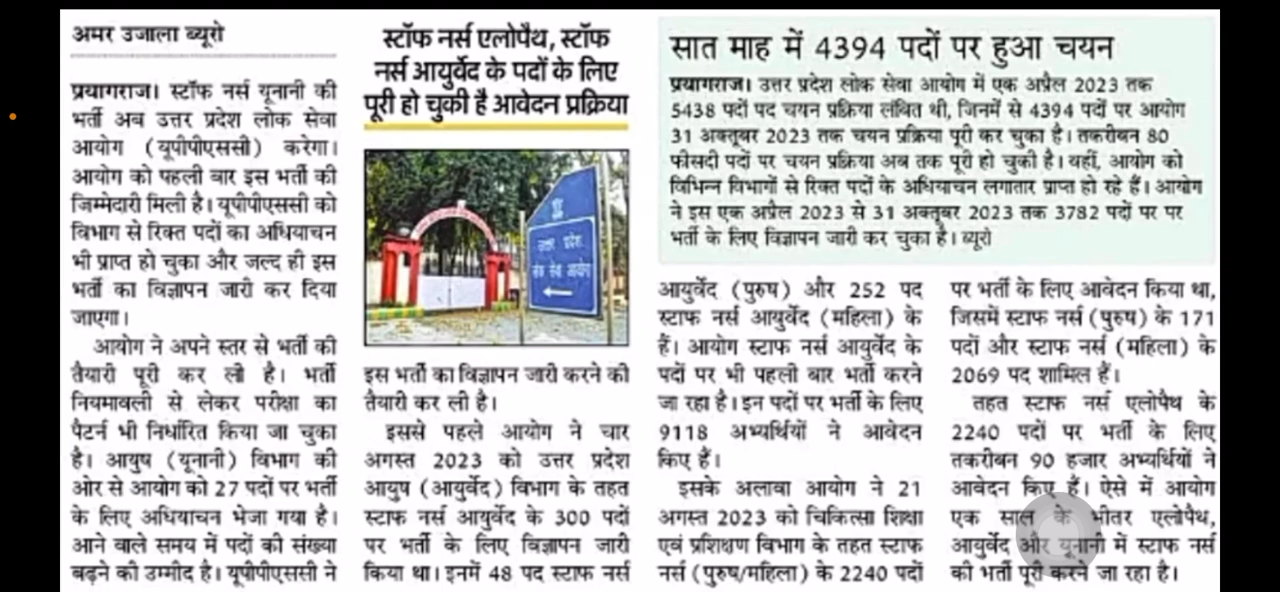 अमर उजाला ब्यूरो
प्रयागराज। स्टॉफ नर्स यूनानी की
भर्ती अब उत्तर प्रदेश लोक सेवा
आयोग (यूपीपीएससी) करेगा।
आयोग को पहली बार इस भर्ती की
जिम्मेदारी मिली है। यूपीपीएससी को
विभाग से रिक्त पदों का अधियाचन
भी प्राप्त हो चुका और जल्द ही इस
भर्ती का विज्ञापन जारी कर दिया
जाएगा।
आयोग ने अपने स्तर से भर्ती की
तैयारी पूरी कर ली है। भर्ती
नियमावली से लेकर परीक्षा का
पैटर्न भी निर्धारित किया जा चुका
है। आयुष (यूनानी) विभाग की
ओर से आयोग को 27 पदों पर भर्ती
के लिए अधियाचन भेजा गया है।
आने वाले समय में पदों की संख्या
बढ़ने की उम्मीद है। यूपीपीएससी ने
स्टॉफ नर्स एलोपैथ, स्टॉफ
नर्स आयुर्वेद के पदों के लिए
पूरी हो चुकी है आवेदन प्रक्रिया
उत्तर प्रदेश
लोक सेवा आयोग
इस भर्ती का विज्ञापन जारी करने की
तैयारी कर ली है।
इससे पहले आयोग ने चार
अगस्त 2023 को उत्तर प्रदेश
आयुष (आयुर्वेद) विभाग के तहत
स्टाफ नर्स आयुर्वेद के 300 पदों
पर भर्ती के लिए विज्ञापन जारी
किया था। इनमें 48 पद स्टाफ नर्स
सात माह में 4394 पदों पर हुआ चयन
प्रयागराज। उत्तर प्रदेश लोक सेवा आयोग में एक अप्रैल 2023 तक
5438 पदों पद चयन प्रक्रिया लंबित थी, जिनमें से 4394 पदों पर आयोग
31 अक्तूबर 2023 तक चयन प्रक्रिया पूरी कर चुका है। तकरीबन 80
फीसदी पदों पर चयन प्रक्रिया अब तक पूरी हो चुकी है। वहीं, आयोग को
विभिन्न विभागों से रिक्त पदों के अधियाचन लगातार प्राप्त हो रहे हैं। आयोग
ने इस एक अप्रैल 2023 से 31 अक्तूबर 2023 तक 3782 पदों पर पर
भर्ती के लिए विज्ञापन जारी कर चुका है। ब्यूरो
आयुर्वेद (पुरुष) और 252 पद
स्टाफ नर्स आयुर्वेद (महिला) के
हैं। आयोग स्टाफ नर्स आयुर्वेद के
पदों पर भी पहली बार भर्ती करने
जा रहा है। इन पदों पर भर्ती के लिए
9118 अभ्यर्थियों ने आवेदन
किए हैं।
इसके अलावा आयोग ने 21
अगस्त 2023 को चिकित्सा शिक्षा
एवं प्रशिक्षण विभाग के तहत स्टाफ
नर्स (पुरुष/महिला) के 2240 पदों
पर भर्ती के लिए आवेदन किया था,
जिसमें स्टाफ नर्स (पुरुष) के 171
पदों और स्टाफ नर्स (महिला) के
2069 पद शामिल हैं।
तहत स्टाफ नर्स एलोपैथ के
2240 पदों पर भर्ती के लिए
तकरीबन 90 हजार अभ्यर्थियों ने
आवेदन किए हैं। ऐसे में आयोग
एक साल के भीतर एलोपैथ,
आयुर्वेद और यूनानी में स्टाफ नर्स
की भर्ती पूरी करने जा रहा है।